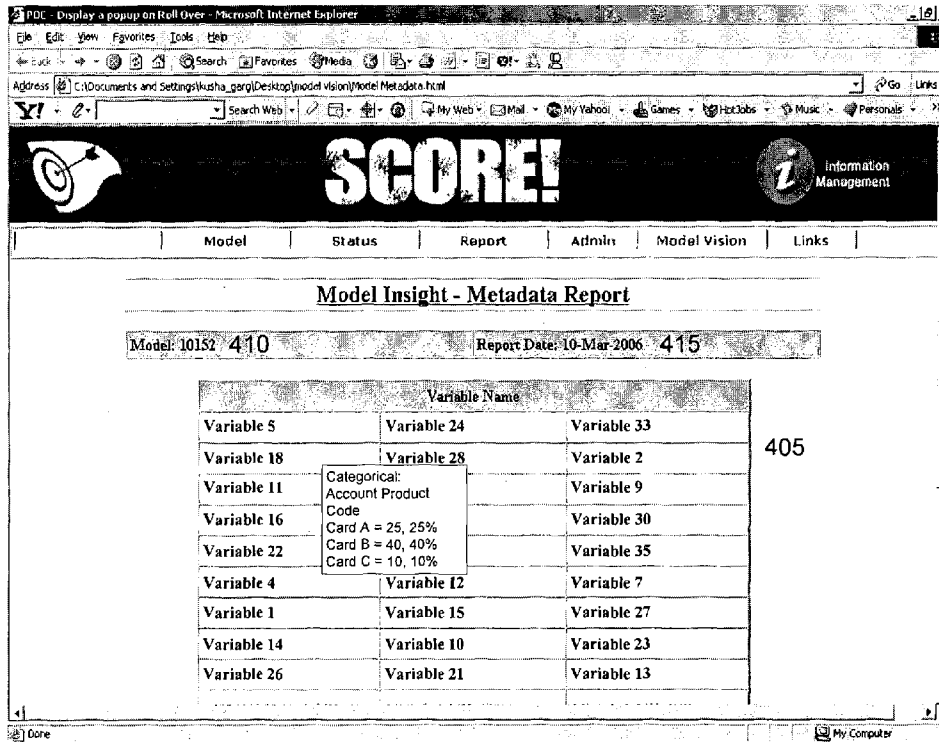 PDC - Display a popup on Roll Over - Microsoft Internet Explorer
File Edit View Favorites Tools Help
Search Favorites Media
Address C:\Documents and Settings\kusha_garg\Desktop\model vision\Model Metadata.html Go Links
Y! Search Web My Web Mail My Yahoo! Games HotJobs Music Personals
SCORE!
i Information Management
Model Status Report Admin Model Vision Links
Model Insight - Metadata Report
Model: 10152 410 Report Date: 10-Mar-2006 415
Variable Name
Variable 5 Variable 24 Variable 33
405
Variable 18 Variable 28 Variable 2
Variable 11 Variable 9
Variable 16 Variable 30
Variable 22 Variable 35
Categorical:
Account Product
Code
Card A = 25, 25%
Card B = 40, 40%
Card C = 10, 10%
Variable 4 Variable 12 Variable 7
Variable 1 Variable 15 Variable 27
Variable 14 Variable 10 Variable 23
Variable 26 Variable 21 Variable 13
Done My Computer